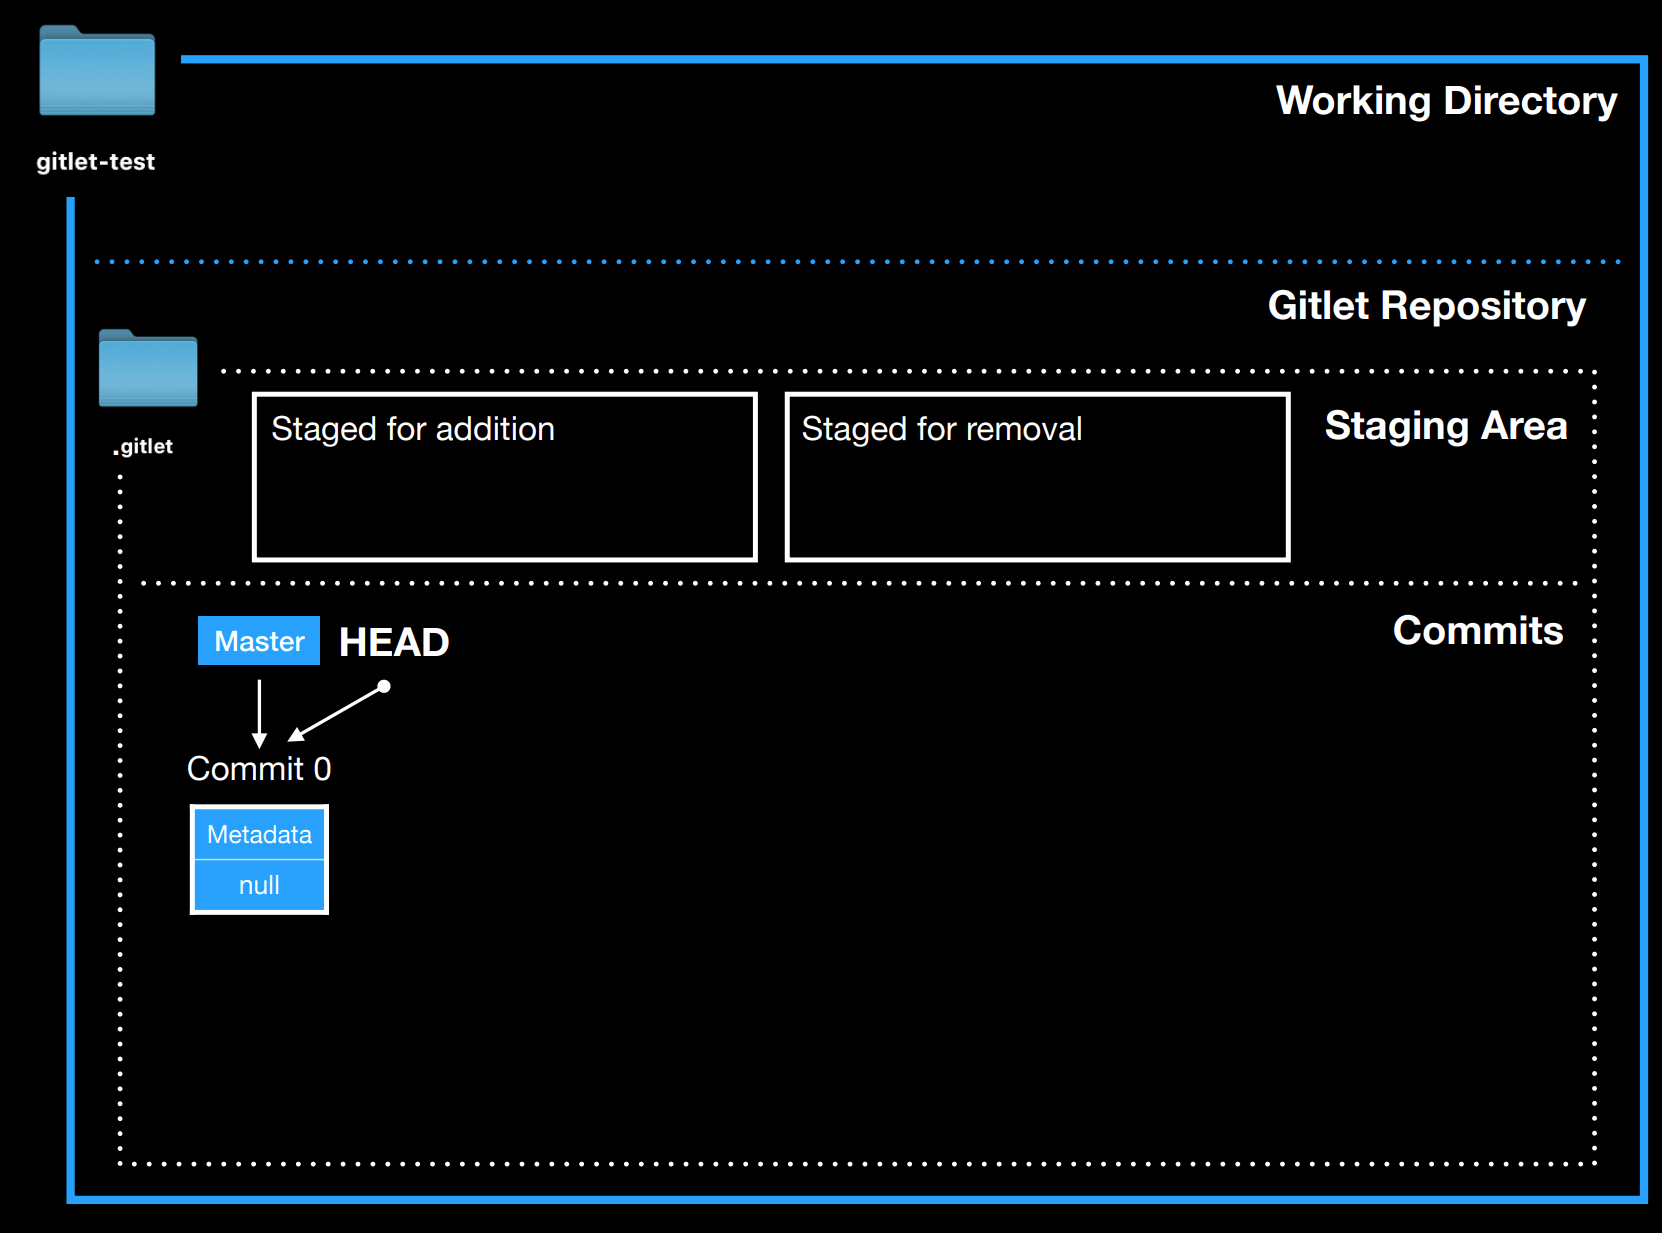 Working Directory
gitlet-test
Gitlet Repository
.gitlet
Staged for addition
Staged for removal
Staging Area
Master
HEAD
Commits
Commit 0
Metadata
null